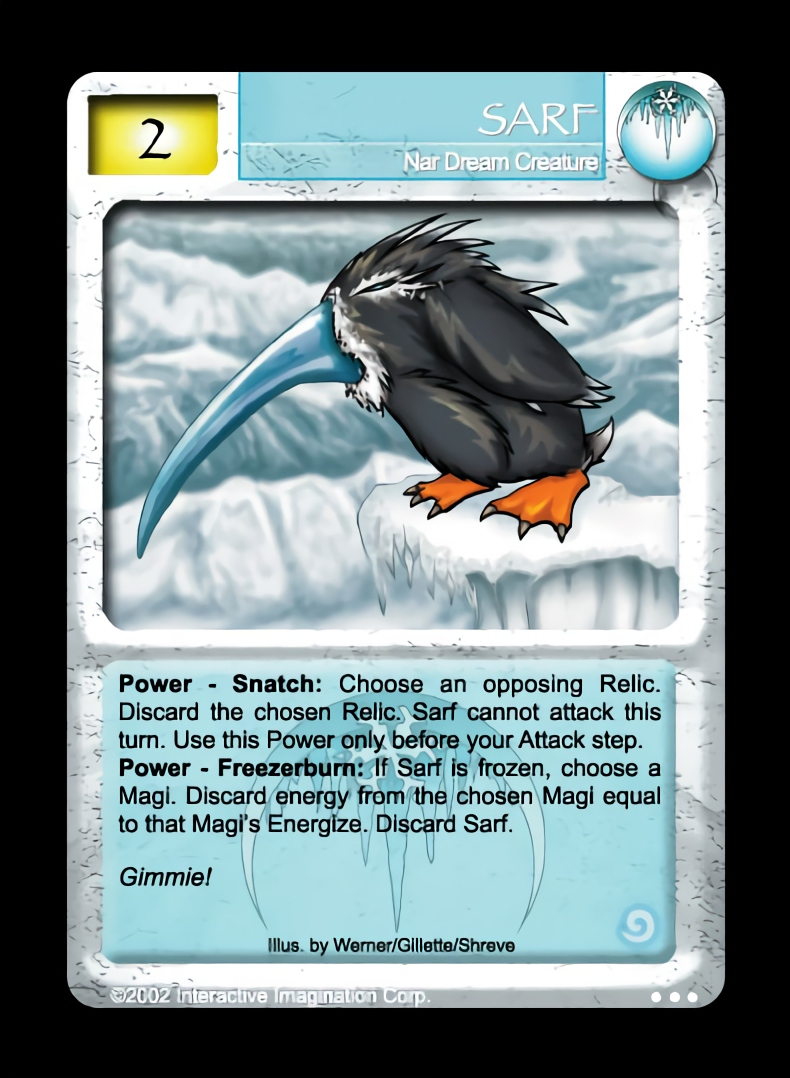 2
SARF
Nar Dream Creature
Power - Snatch: Choose an opposing Relic.
Discard the chosen Relic. Sarf cannot attack this
turn. Use this Power only before your Attack step.
Power - Freezerburn: If Sarf is frozen, choose a
Magi. Discard energy from the chosen Magi equal
to that Magi's Energize. Discard Sarf.
Gimmie!
Illus. by Werner/Gillette/Shreve
©2002 Interactive Imagination Corp.